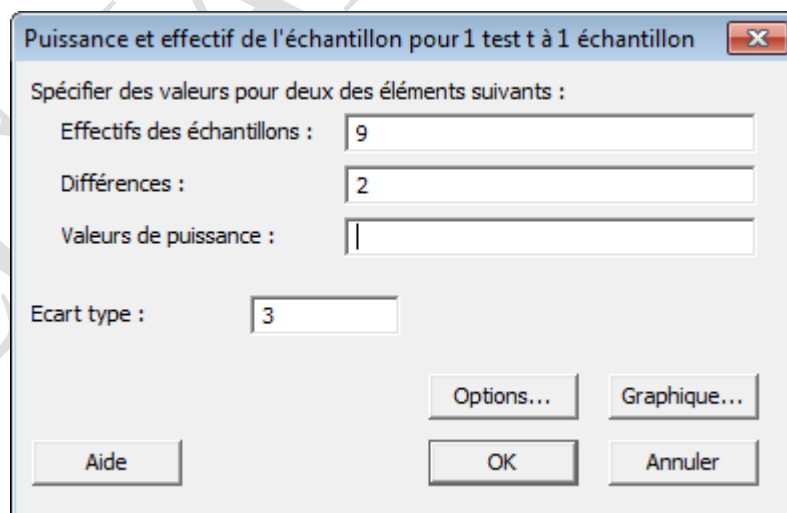 Puissance et effectif de l'échantillon pour 1 test t à 1 échantillon
Spécifier des valeurs pour deux des éléments suivants :
Effectifs des échantillons : 9
Différences : 2
Valeurs de puissance :
Ecart type : 3
Options... Graphique...
Aide OK Annuler